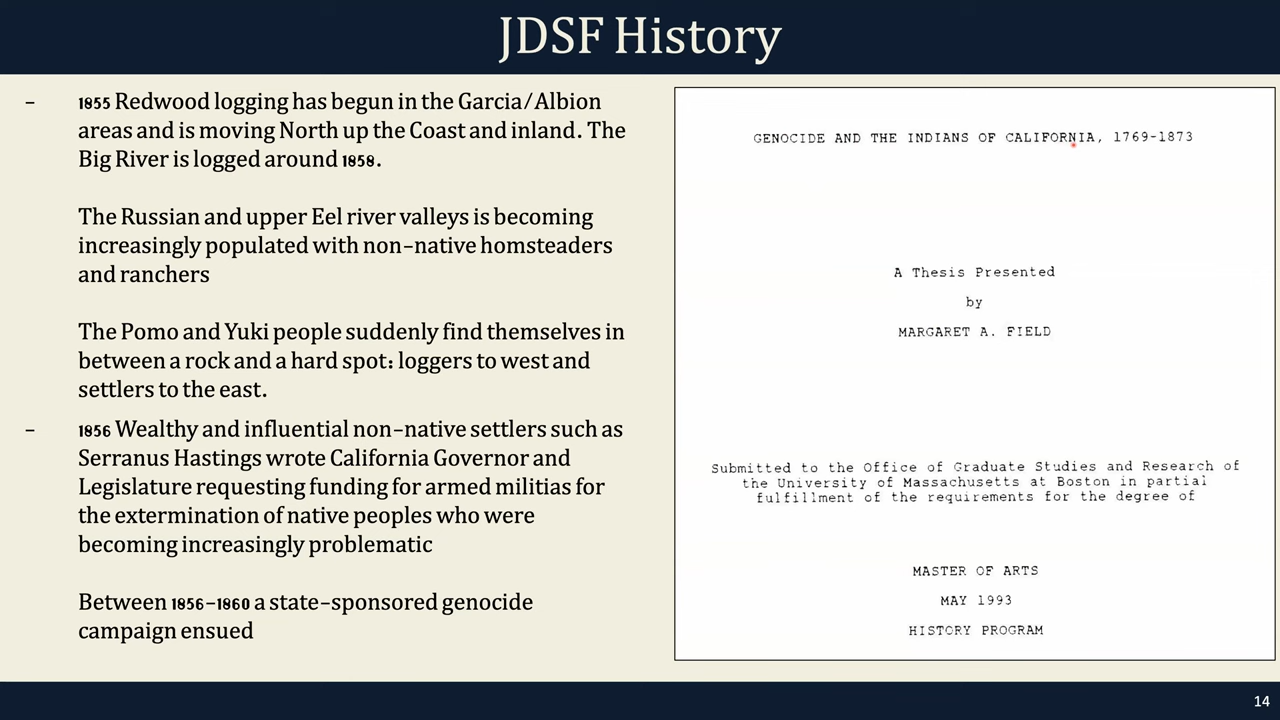 JDSF History
- 1855 Redwood logging has begun in the Garcia/Albion
areas and is moving North up the Coast and inland. The
Big River is logged around 1858.
The Russian and upper Eel river valleys is becoming
increasingly populated with non-native homsteaders
and ranchers
The Pomo and Yuki people suddenly find themselves in
between a rock and a hard spot: loggers to west and
settlers to the east.
- 1856 Wealthy and influential non-native settlers such as
Serranus Hastings wrote California Governor and
Legislature requesting funding for armed militias for
the extermination of native peoples who were
becoming increasingly problematic
Between 1856-1860 a state-sponsored genocide
campaign ensued
GENOCIDE AND THE INDIANS OF CALIFORNIA, 1769-1873
A Thesis Presented
by
MARGARET A. FIELD
Submitted to the Office of Graduate Studies and Research of
the University of Massachusetts at Boston in partial
fulfillment of the requirements for the degree of
MASTER OF ARTS
MAY 1993
HISTORY PROGRAM
14